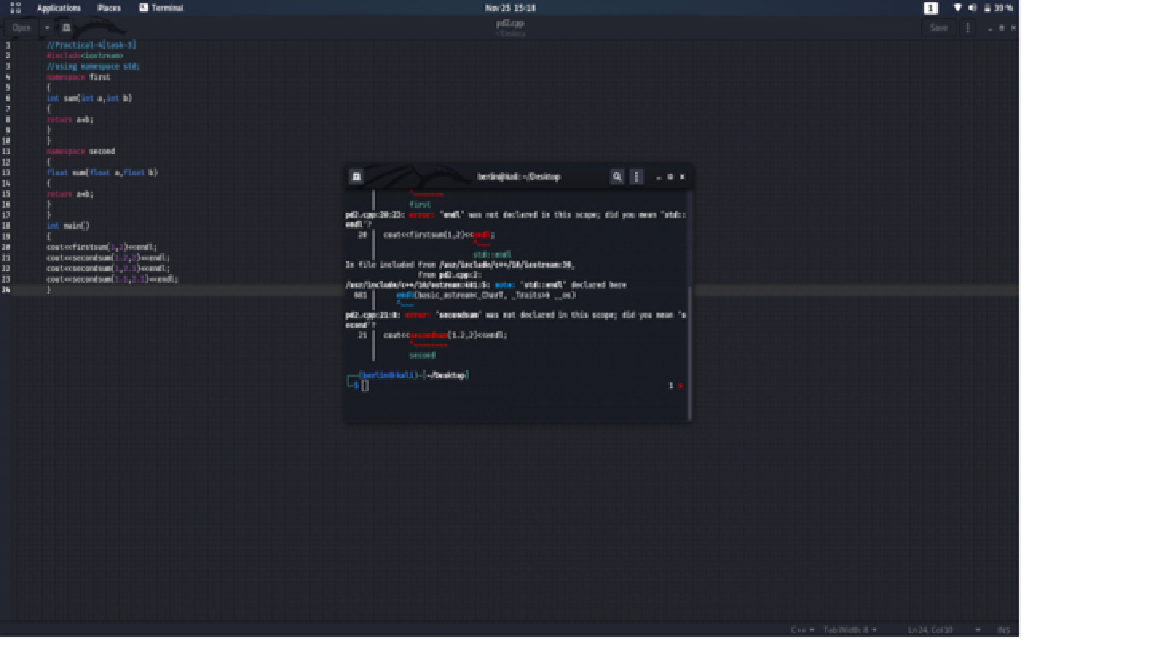 Applications Places Terminal Nov 25 15:18 1 39 %
Open pd2.cpp Save
~/Desktop
1 //Practical-4[task-3]
2 #include<iostream>
3 //using namespace std;
4 namespace first
5 {
6 int sum(int a,int b)
7 {
8 return a+b;
9 }
10 }
11 namespace second
12 {
13 float sum(float a,float b)
14 {
15 return a+b;
16 }
17 }
18 int main()
19 {
20 cout<<firstsum(1,2)<<endl;
21 cout<<secondsum(1.2,2)<<endl;
22 cout<<secondsum(1,2.1)<<endl;
23 cout<<secondsum( )<<endl;
24 }
berlin@kali: ~/Desktop
first
pd2.cpp:20:23: error: 'endl' was not declared in this scope; did you mean 'std::
endl'?
20 | cout<<firstsum(1,2)<<endl;
std::endl
In file included from /usr/include/c++/10/iostream:39,
from pd2.cpp:2:
/usr/include/c++/10/ostream:681:5: note: 'std::endl' declared here
681 | endl(basic_ostream<_CharT, _Traits>& __os)
pd2.cpp:21:8: error: 'secondsum' was not declared in this scope; did you mean 's
econd'?
21 | cout<<secondsum(1.2,2)<<endl;
second
(berlin@kali)-[~/Desktop]
$ 1
C++ Tab Width: 8 Ln 24, Col 30 INS